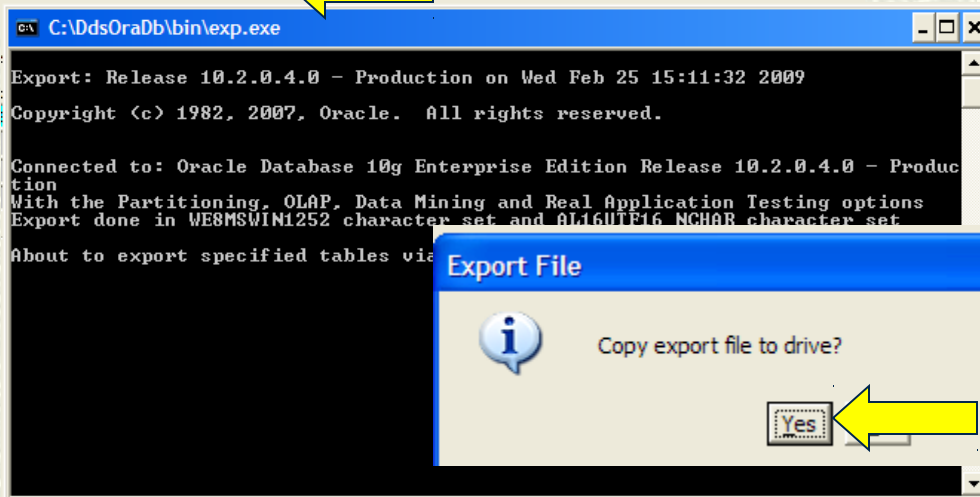 C:\DdsOraDb\bin\exp.exe
Export: Release 10.2.0.4.0 - Production on Wed Feb 25 15:11:32 2009
Copyright (c) 1982, 2007, Oracle.  All rights reserved.
Connected to: Oracle Database 10g Enterprise Edition Release 10.2.0.4.0 - Produc
tion
With the Partitioning, OLAP, Data Mining and Real Application Testing options
Export done in WE8MSWIN1252 character set and AL16UTF16 NCHAR character set
About to export specified tables via
Export File
Copy export file to drive?
Yes